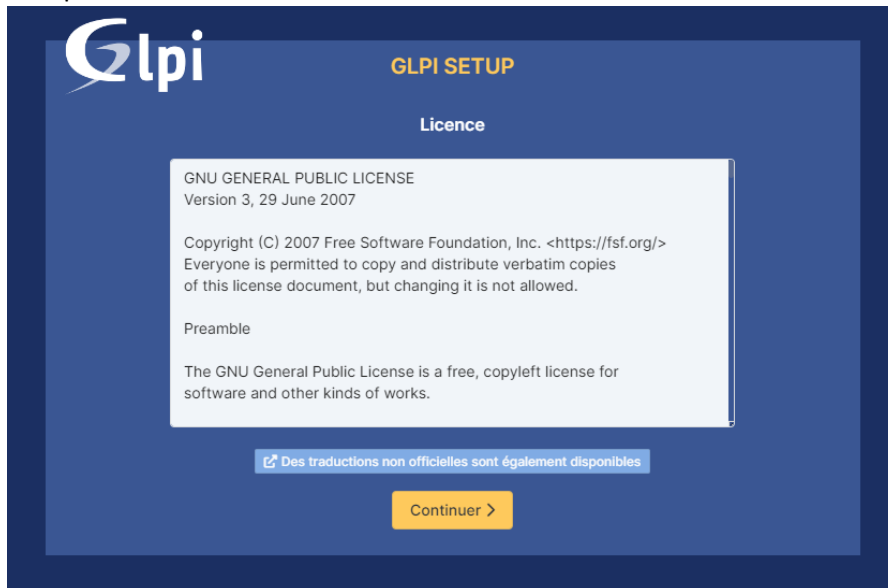 Glpi
GLPI SETUP
Licence
GNU GENERAL PUBLIC LICENSE
Version 3, 29 June 2007
Copyright (C) 2007 Free Software Foundation, Inc. <https://fsf.org/>
Everyone is permitted to copy and distribute verbatim copies
of this license document, but changing it is not allowed.
Preamble
The GNU General Public License is a free, copyleft license for
software and other kinds of works.
Des traductions non officielles sont également disponibles
Continuer